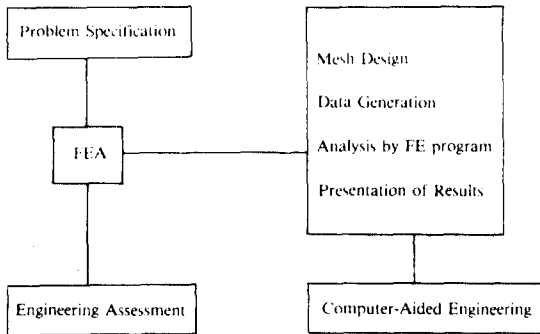 Problem Specification
Mesh Design
Data Generation
FEA
Analysis by FE program
Presentation of Results
Engineering Assessment
Computer-Aided Engineering